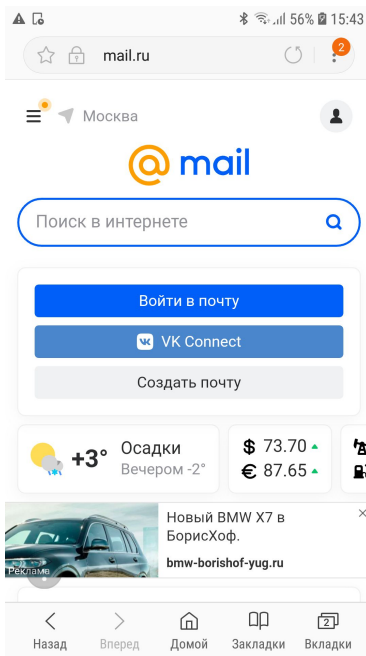 56% 15:43
mail.ru 2
Москва
@ mail
Поиск в интернете
Войти в почту
VK Connect
Создать почту
+3° Осадки
Вечером -2°
$ 73.70
€ 87.65
Новый BMW X7 в
БорисХоф.
bmw-borishof-yug.ru
Реклама
Назад Вперед Домой Закладки 2 Вкладки